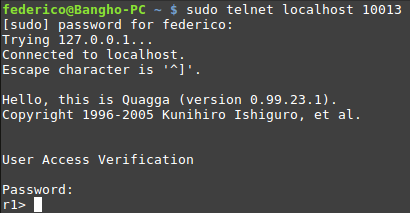 federico@Bangho-PC ~ $ sudo telnet localhost 10013
[sudo] password for federico:
Trying 127.0.0.1...
Connected to localhost.
Escape character is '^]'.
Hello, this is Quagga (version 0.99.23.1).
Copyright 1996-2005 Kunihiro Ishiguro, et al.
User Access Verification
Password:
r1>